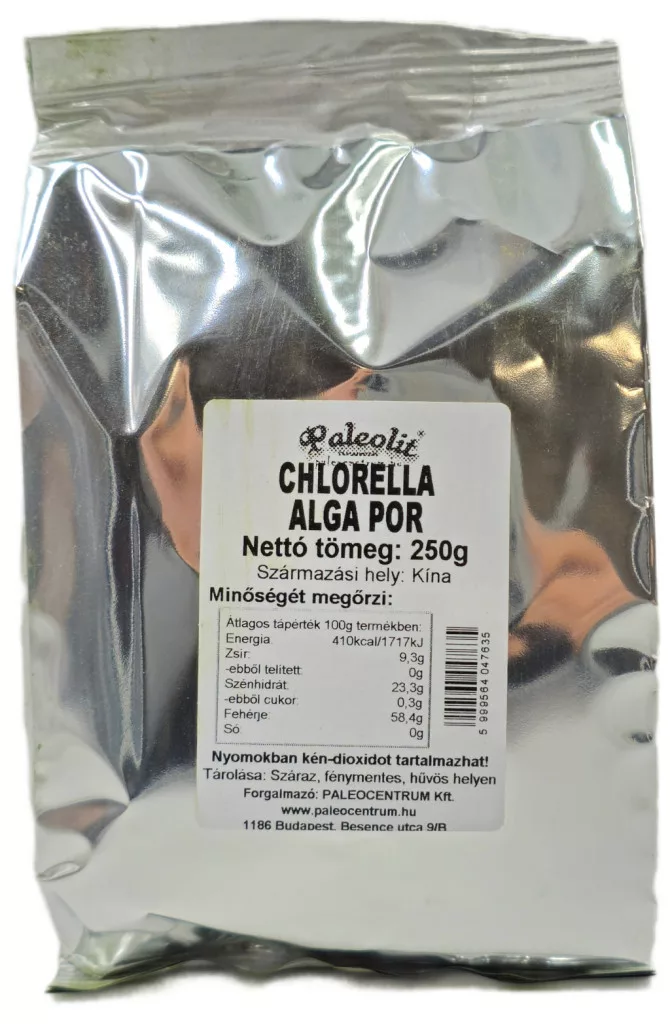 Paleolit
CHLORELLA
ALGA POR
Nettó tömeg: 250g
Származási hely: Kína
Minőségét megőrzi:
Átlagos tápérték 100g termékben:
Energia 410kcal/1717kJ
Zsír: 9,3g
-ebből telített: 0g
Szénhidrát: 23,3g
-ebből cukor: 0,3g
Fehérje: 58,4g
Só: 0g
5 999564 047635
Nyomokban kén-dioxidot tartalmazhat!
Tárolása: Száraz, fénymentes, hűvös helyen
Forgalmazó: PALEOCENTRUM Kft.
www.paleocentrum.hu
1186 Budapest, Besence utca 9/B